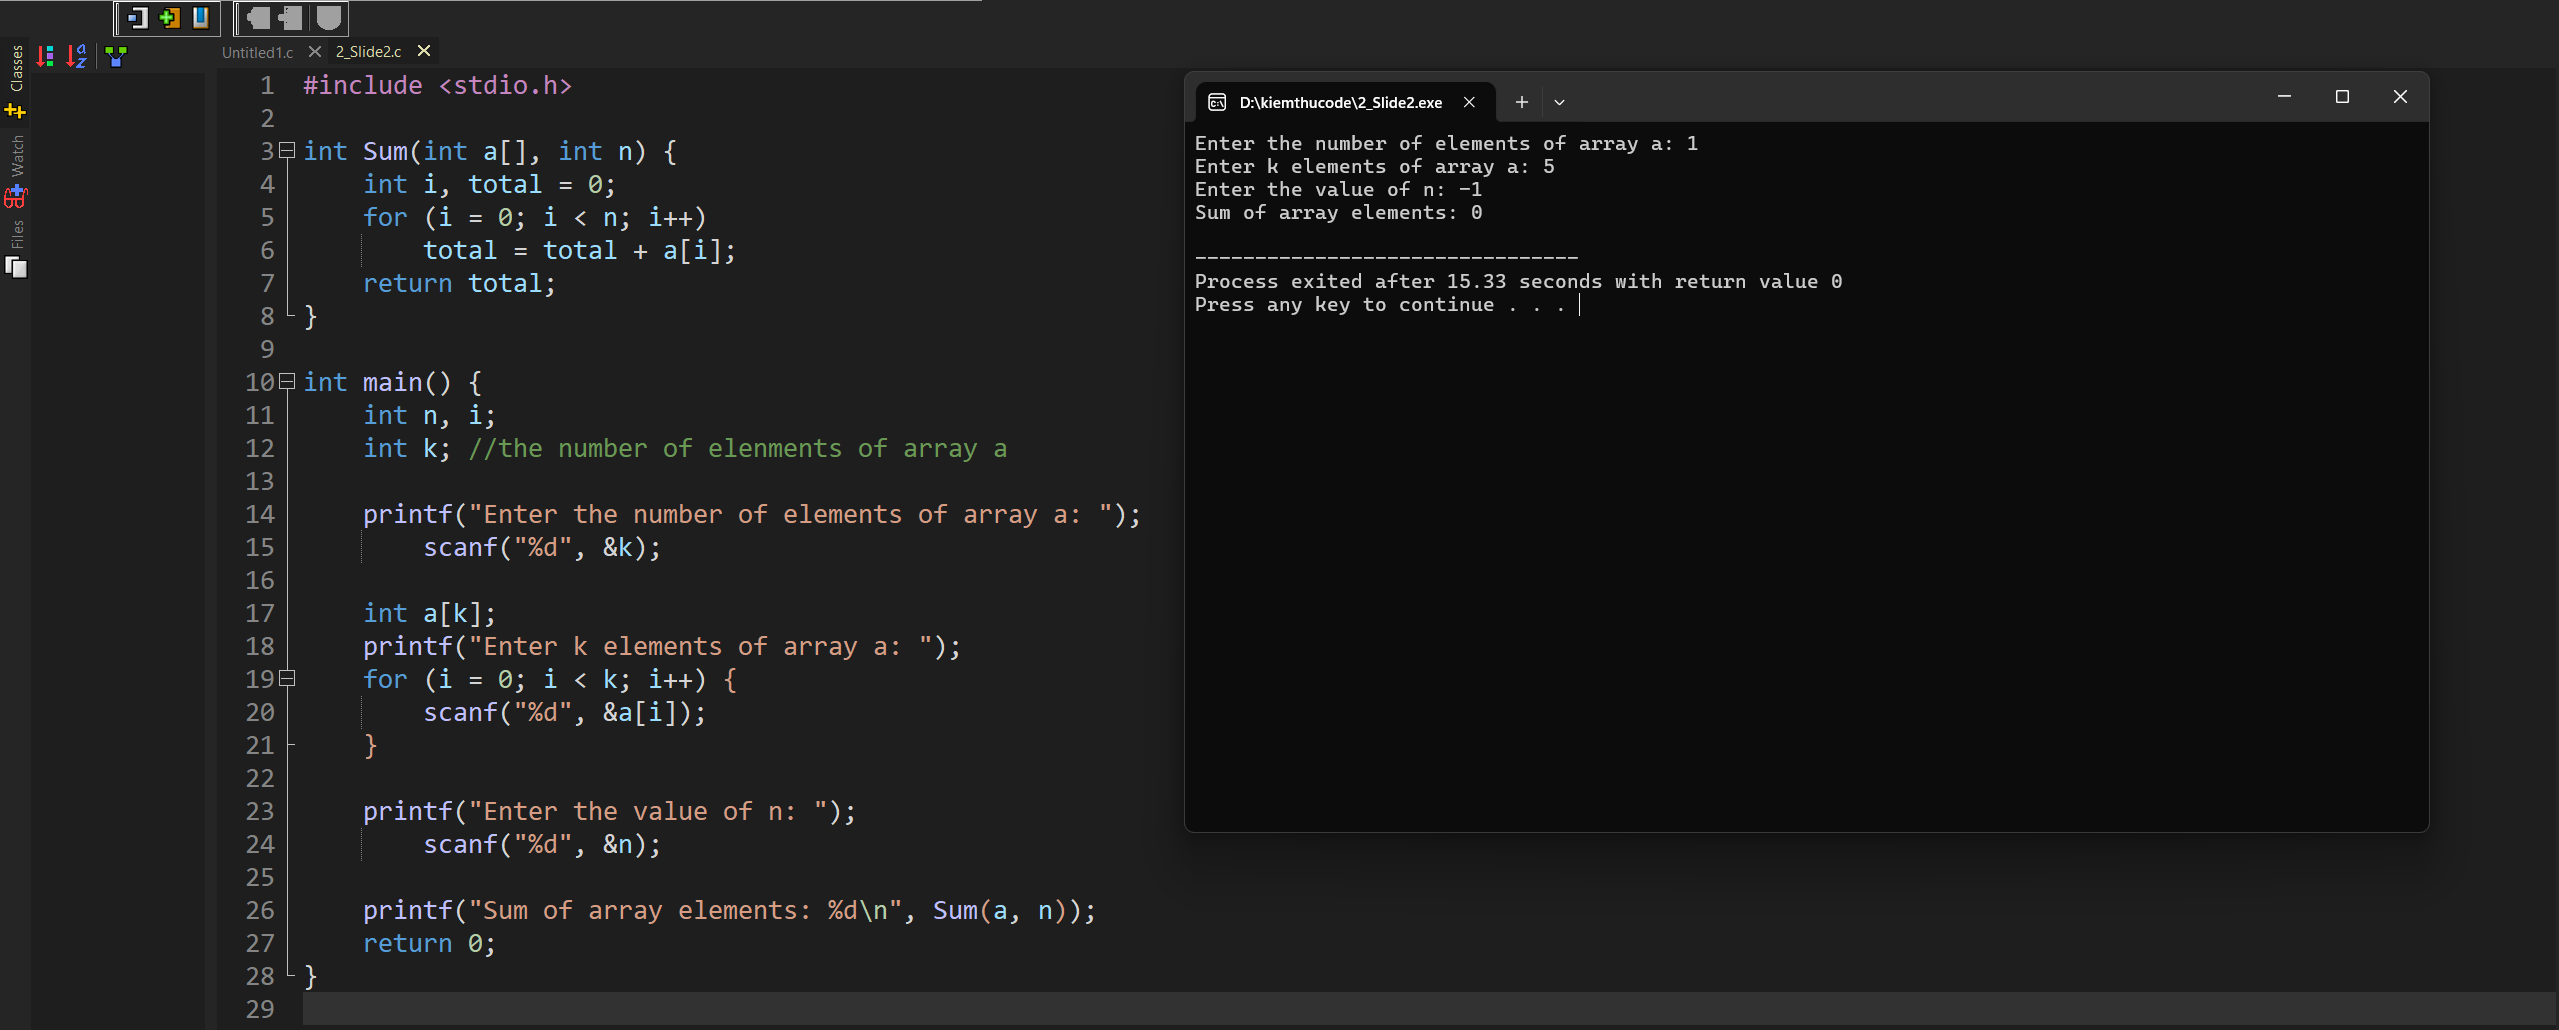 Classes
Watch
Files
Untitled1.c
2_Slide2.c
1 #include <stdio.h>
2
3 int Sum(int a[], int n) {
4     int i, total = 0;
5     for (i = 0; i < n; i++)
6         total = total + a[i];
7     return total;
8 }
9
10 int main() {
11     int n, i;
12     int k; //the number of elenments of array a
13
14     printf("Enter the number of elements of array a: ");
15         scanf("%d", &k);
16
17     int a[k];
18     printf("Enter k elements of array a: ");
19     for (i = 0; i < k; i++) {
20         scanf("%d", &a[i]);
21     }
22
23     printf("Enter the value of n: ");
24         scanf("%d", &n);
25
26     printf("Sum of array elements: %d\n", Sum(a, n));
27     return 0;
28 }
29
D:\kiemthucode\2_Slide2.exe
Enter the number of elements of array a: 1
Enter k elements of array a: 5
Enter the value of n: -1
Sum of array elements: 0
--------------------------------
Process exited after 15.33 seconds with return value 0
Press any key to continue . . .